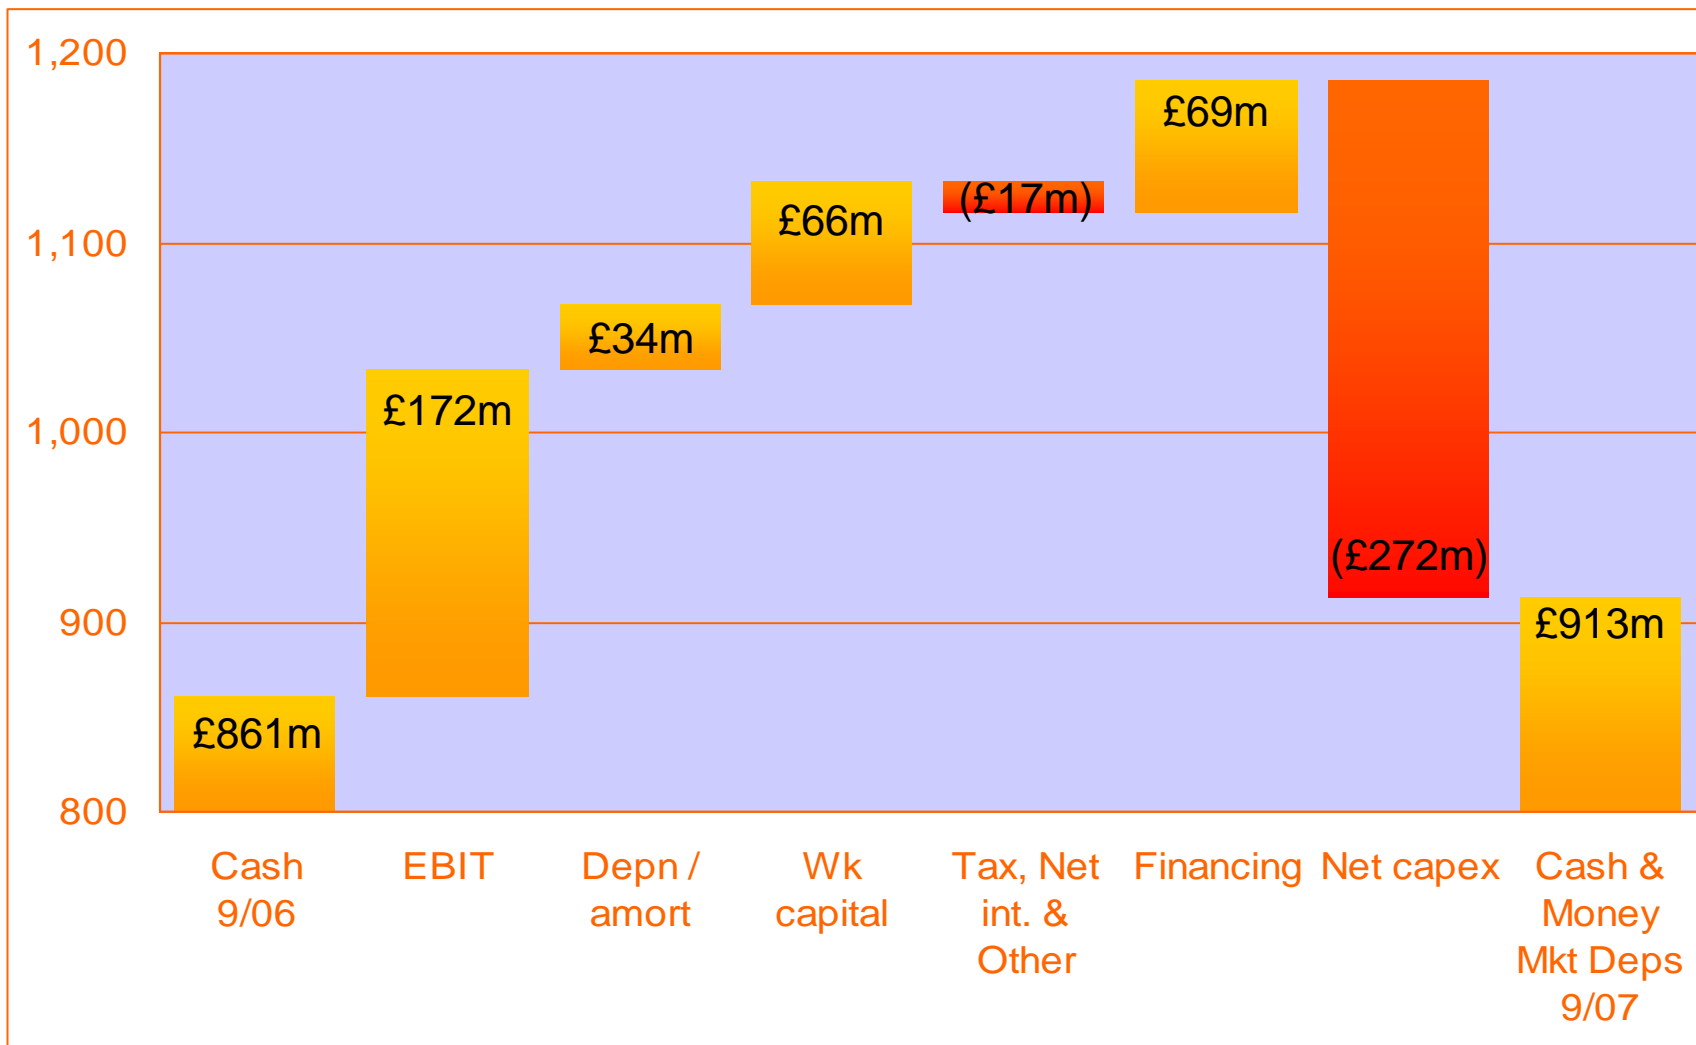 1,200
1,100
1,000
900
800
£861m
£172m
£34m
£66m
(£17m)
£69m
(£272m)
£913m
Cash
9/06
EBIT
Depn /
amort
Wk
capital
Tax, Net
int. &
Other
Financing
Net capex
Cash &
Money
Mkt Deps
9/07